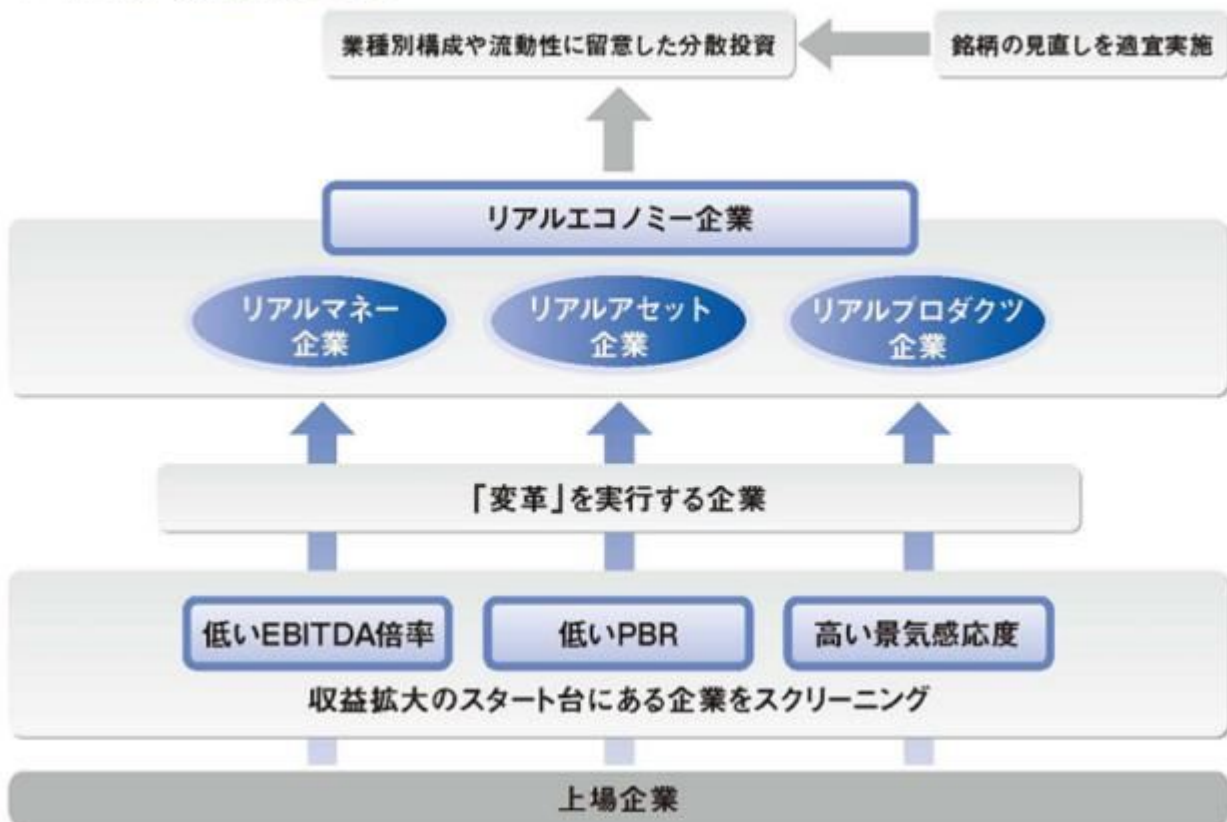 業種別構成や流動性に留意した分散投資
銘柄の見直しを適宜実施
リアルエコノミー企業
リアルマネー
企業
リアルアセット
企業
リアルプロダクツ
企業
「変革」を実行する企業
低いEBITDA倍率
低いPBR
高い景気感応度
収益拡大のスタート台にある企業をスクリーニング
上場企業